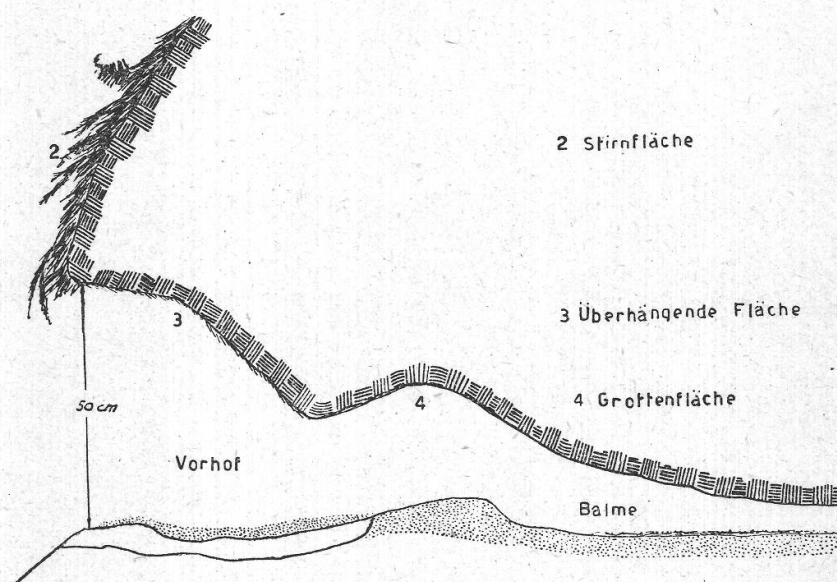 2
2 Stirnfläche
3
3 Überhängende Fläche
4 Grottenfläche
4
50 cm
Vorhof
Balme